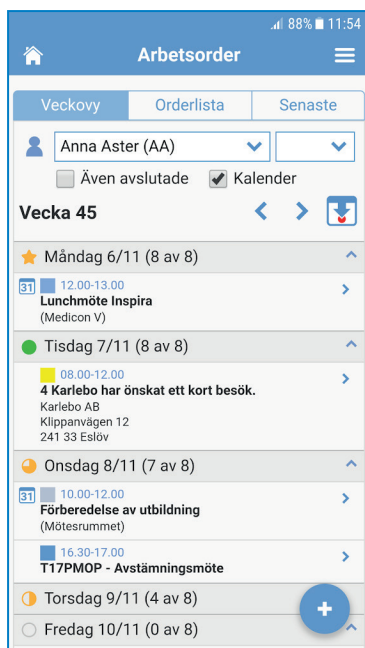 88% 11:54
Arbetsorder
Veckovy Orderlista Senaste
Anna Aster (AA)
Även avslutade Kalender
Vecka 45
Måndag 6/11 (8 av 8)
31 12.00-13.00
Lunchmöte Inspira
(Medicon V)
Tisdag 7/11 (8 av 8)
08.00-12.00
4 Karlebo har önskat ett kort besök.
Karlebo AB
Klippanvägen 12
241 33 Eslöv
Onsdag 8/11 (7 av 8)
31 10.00-12.00
Förberedelse av utbildning
(Mötesrummet)
16.30-17.00
T17PMOP - Avstämningsmöte
Torsdag 9/11 (4 av 8)
Fredag 10/11 (0 av 8)